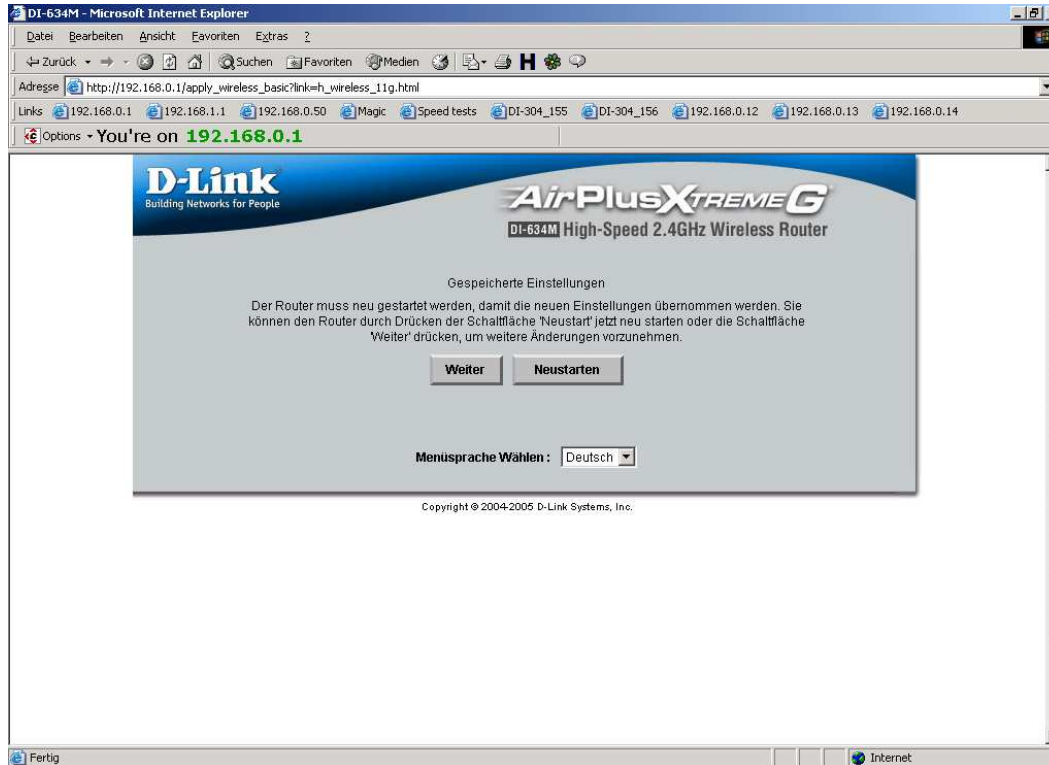 DI-634M - Microsoft Internet Explorer
Datei Bearbeiten Ansicht Favoriten Extras ?
Zurück Suchen Favoriten Medien H
Adresse http://192.168.0.1/apply_wireless_basic?link=h_wireless_11g.html
Links 192.168.0.1 192.168.1.1 192.168.0.50 Magic Speed tests DI-304_155 DI-304_156 192.168.0.12 192.168.0.13 192.168.0.14
Options You're on 192.168.0.1
D-Link
Building Networks for People
AirPlusXTREMEG
DI-634M High-Speed 2.4GHz Wireless Router
Gespeicherte Einstellungen
Der Router muss neu gestartet werden, damit die neuen Einstellungen übernommen werden. Sie
können den Router durch Drücken der Schaltfläche 'Neustart' jetzt neu starten oder die Schaltfläche
'Weiter' drücken, um weitere Änderungen vorzunehmen.
Weiter Neustarten
Menüsprache Wählen : Deutsch
Copyright © 2004-2005 D-Link Systems, Inc.
Fertig Internet